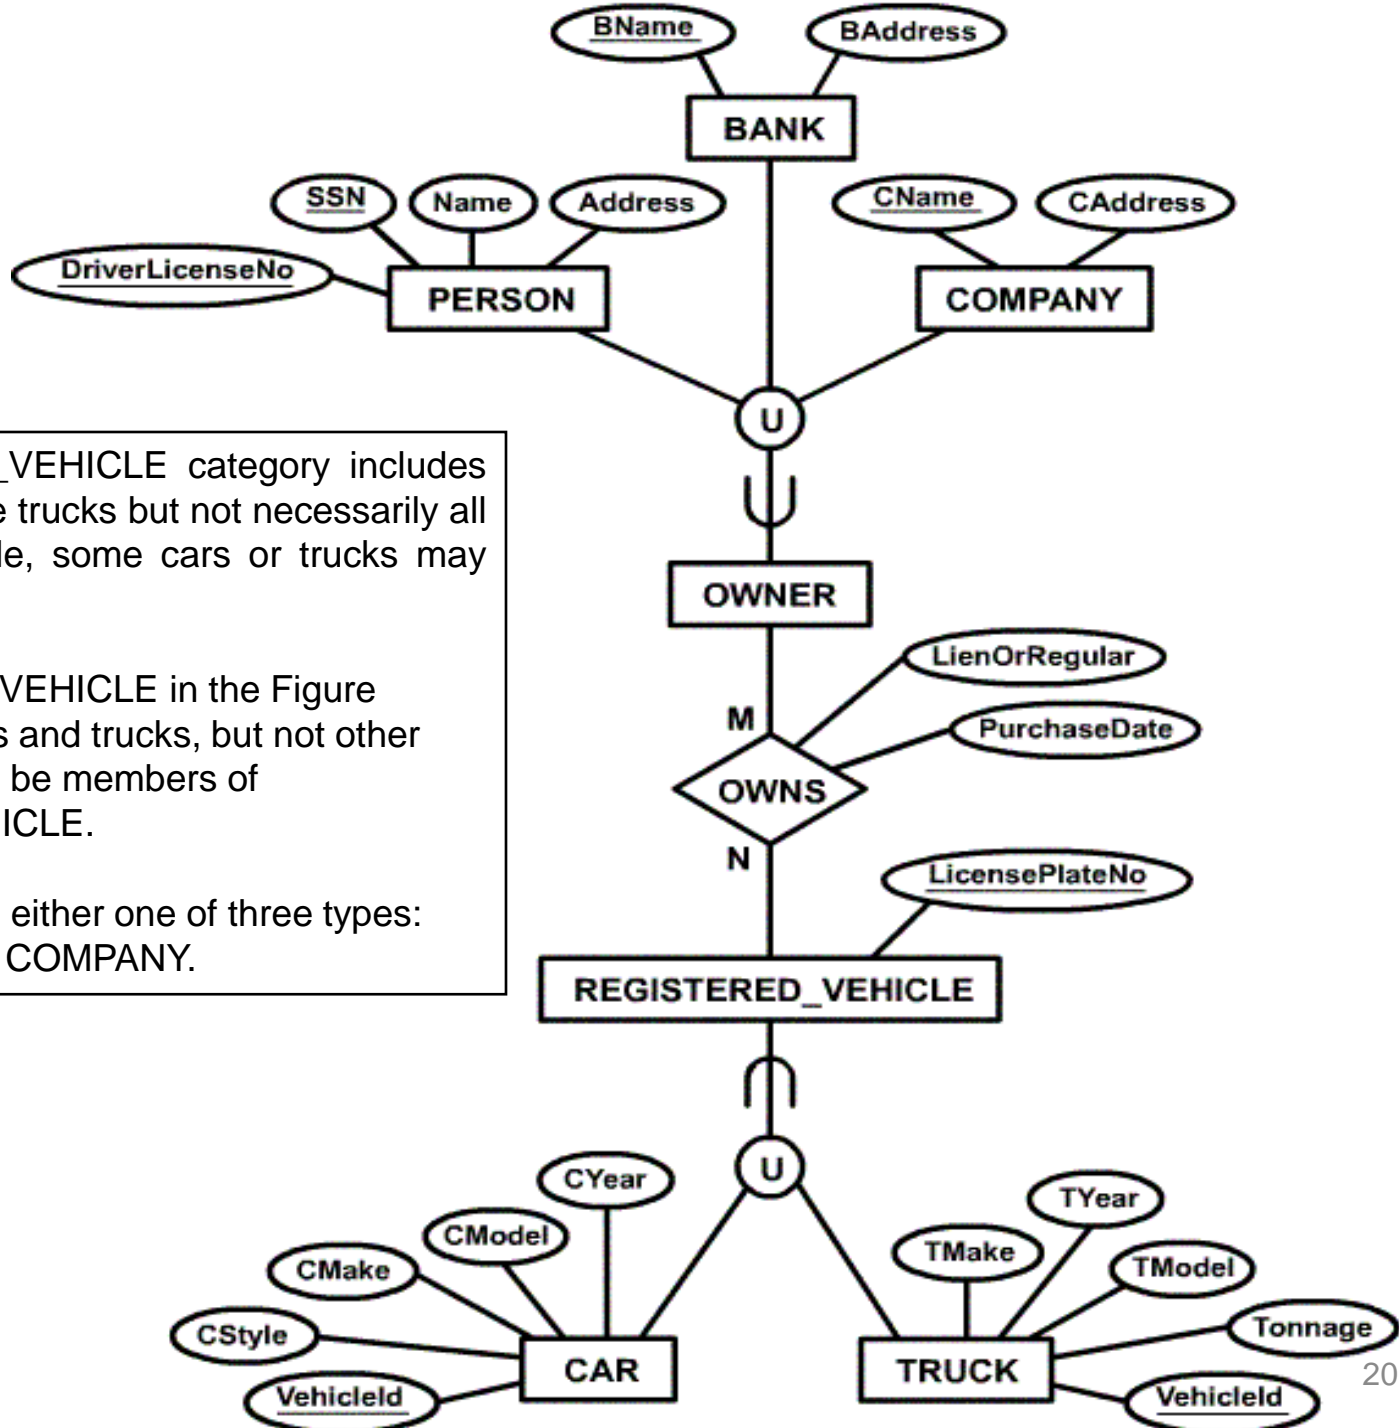 BName BAddress
BANK
SSN Name Address CName CAddress
DriverLicenseNo
PERSON COMPANY
U
_VEHICLE category includes
e trucks but not necessarily all
le, some cars or trucks may
VEHICLE in the Figure
s and trucks, but not other
be members of
HICLE.
either one of three types:
COMPANY.
OWNER
LienOrRegular
M
PurchaseDate
OWNS
N
LicensePlateNo
REGISTERED_VEHICLE
U
CYear TYear
CModel TMake
CMake TModel
CStyle Tonnage
CAR TRUCK
20
VehicleId VehicleId